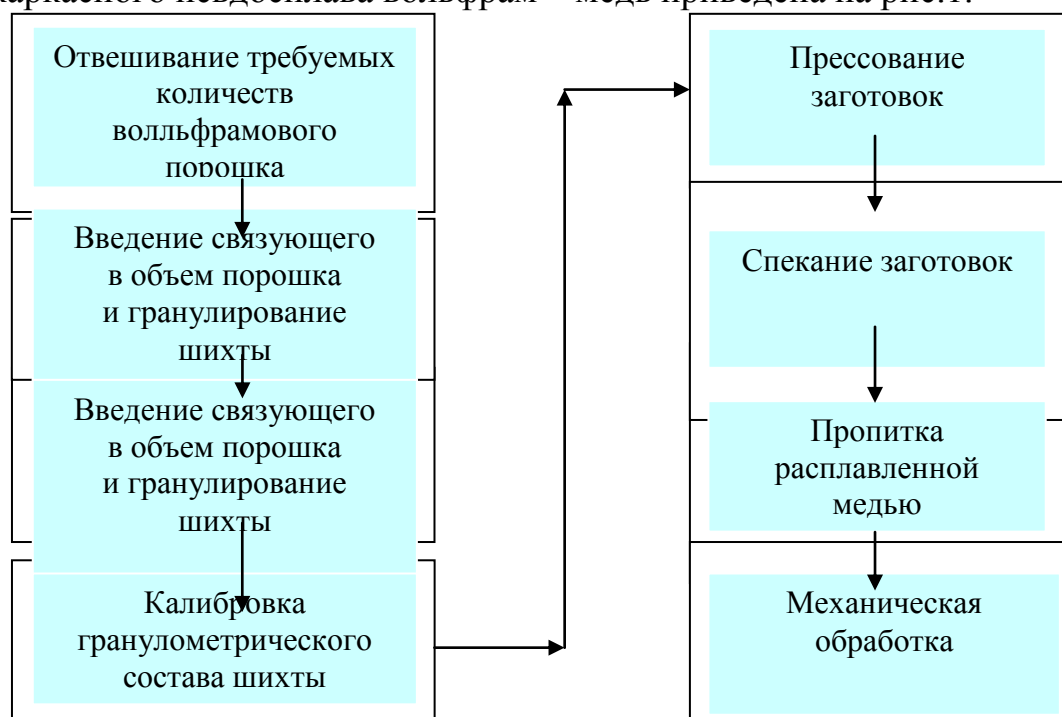 каркасного псевдосплава вольфрам – медь приведена на рис.1.
Отвешивание требуемых
количеств
волльфрамового
порошка
Введение связующего
в объем порошка
и гранулирование
шихты
Введение связующего
в объем порошка
и гранулирование
шихты
Калибровка
гранулометрического
состава шихты
Прессование
заготовок
Спекание заготовок
Пропитка
расплавленной
медью
Механическая
обработка